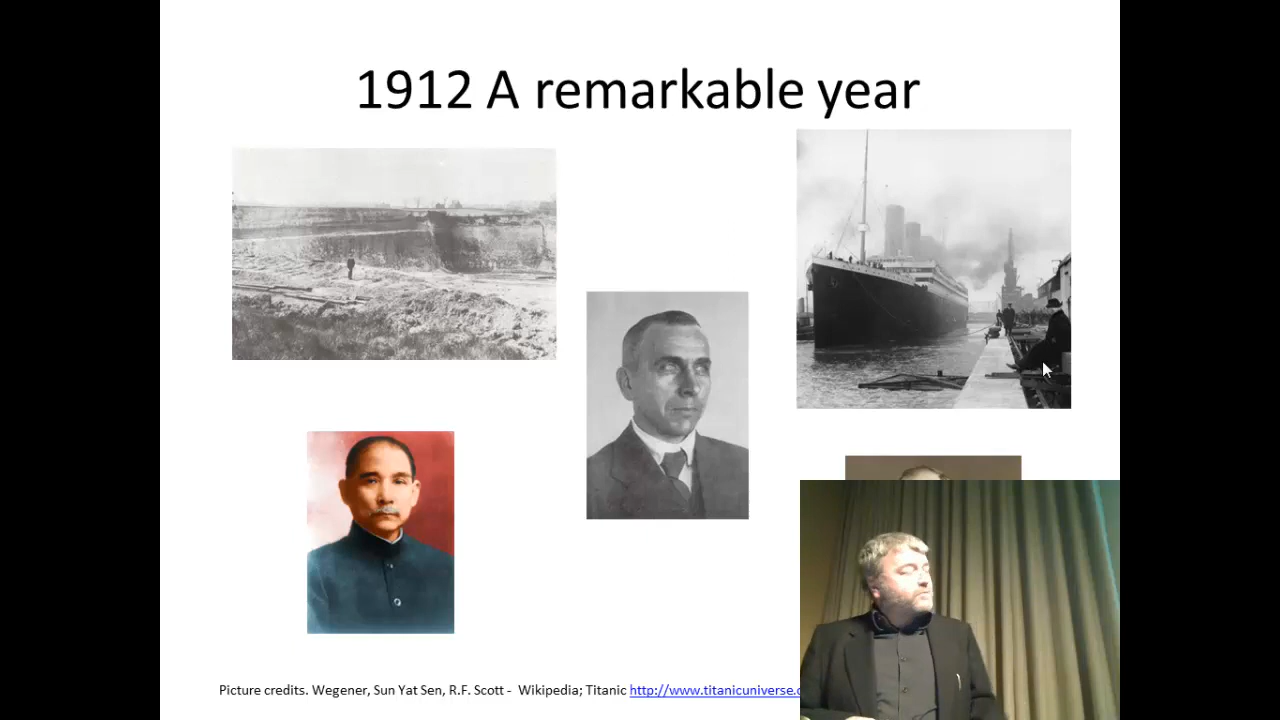 1912 A remarkable year
Picture credits. Wegener, Sun Yat Sen, R.F. Scott - Wikipedia; Titanic http://www.titanicuniverse.c